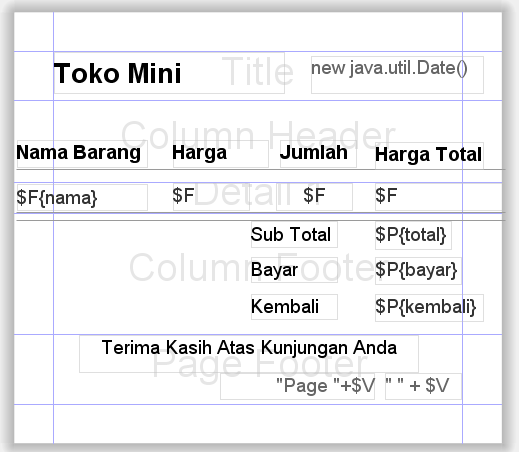 Toko Mini Title new java.util.Date()
Column Header
Nama Barang Harga Jumlah Harga Total
Detail
$F{nama} $F $F $F
Sub Total $P{total}
Column Footer
Bayar $P{bayar}
Kembali $P{kembali}
Terima Kasih Atas Kunjungan Anda
Page Footer
"Page "+$V " " + $V